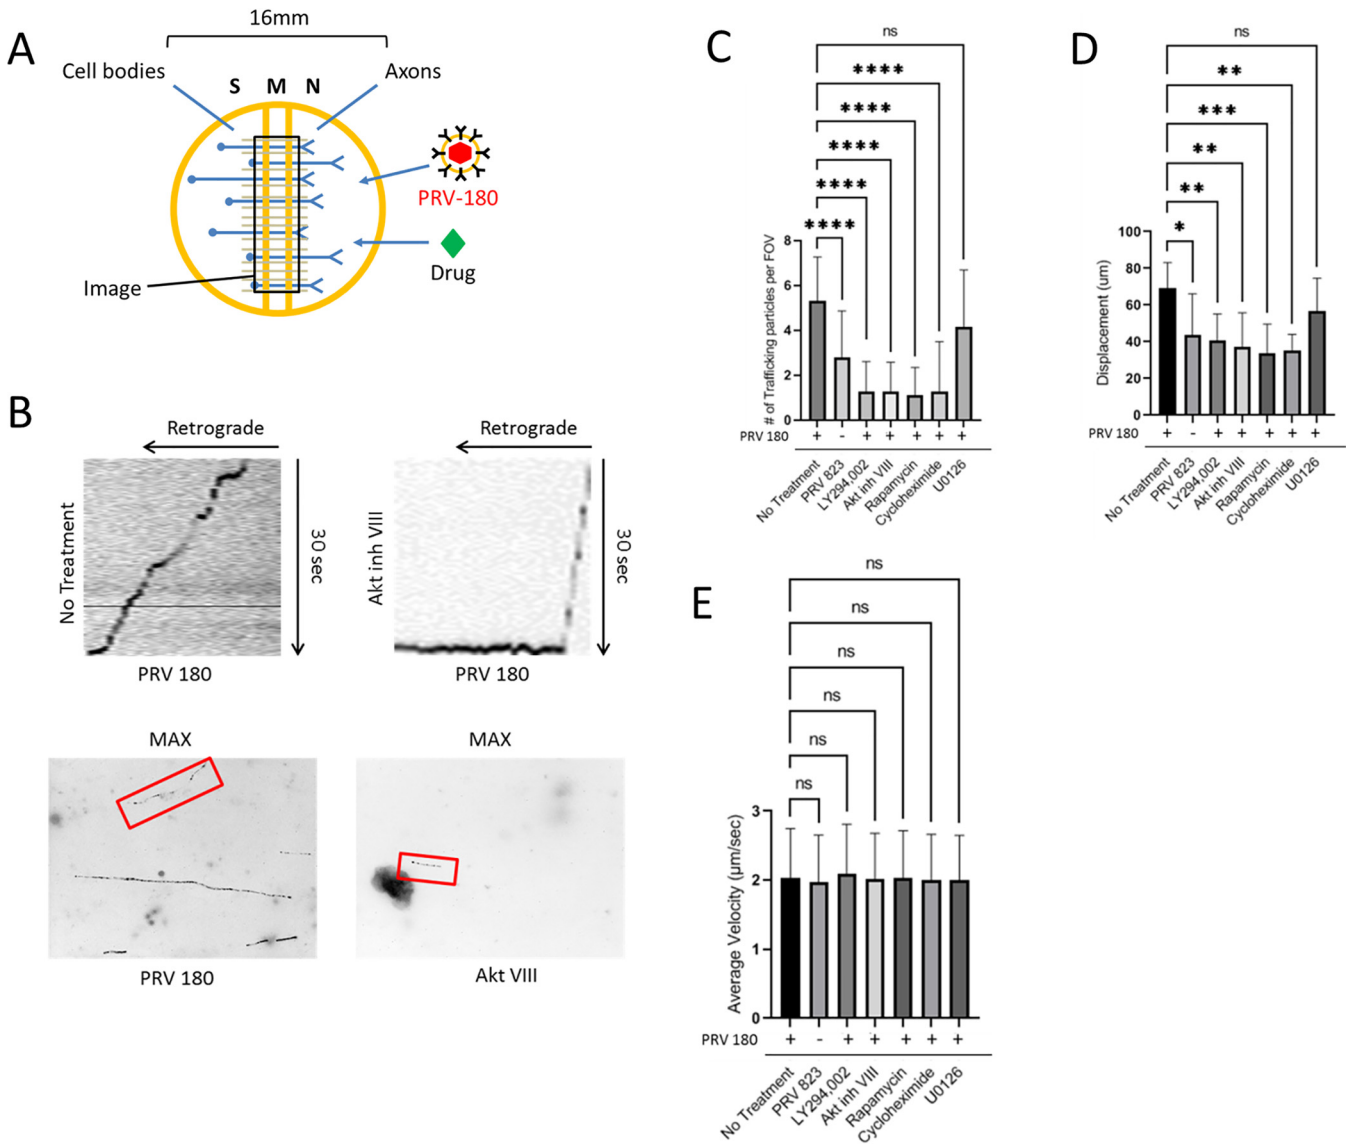 A
16mm
Cell bodies
Axons
S M N
PRV-180
Drug
Image
B
Retrograde
No Treatment
30 sec
PRV 180
Retrograde
Akt inh VIII
30 sec
PRV 180
MAX
PRV 180
MAX
Akt VIII
C
ns
****
****
****
****
****
# of Trafficking particles per FOV
8
6
4
2
0
PRV 180 + - + + + + +
No Treatment
PRV 823
LY294,002
Akt inh VIII
Rapamycin
Cycloheximide
U0126
D
ns
**
***
**
**
*
Displacement (um)
100
80
60
40
20
0
PRV 180 + - + + + + +
No Treatment
PRV 823
LY294,002
Akt inh VIII
Rapamycin
Cycloheximide
U0126
E
ns
ns
ns
ns
ns
ns
Average Velocity (μm/sec)
3
2
1
0
PRV 180 + - + + + + +
No Treatment
PRV 823
LY294,002
Akt inh VIII
Rapamycin
Cycloheximide
U0126